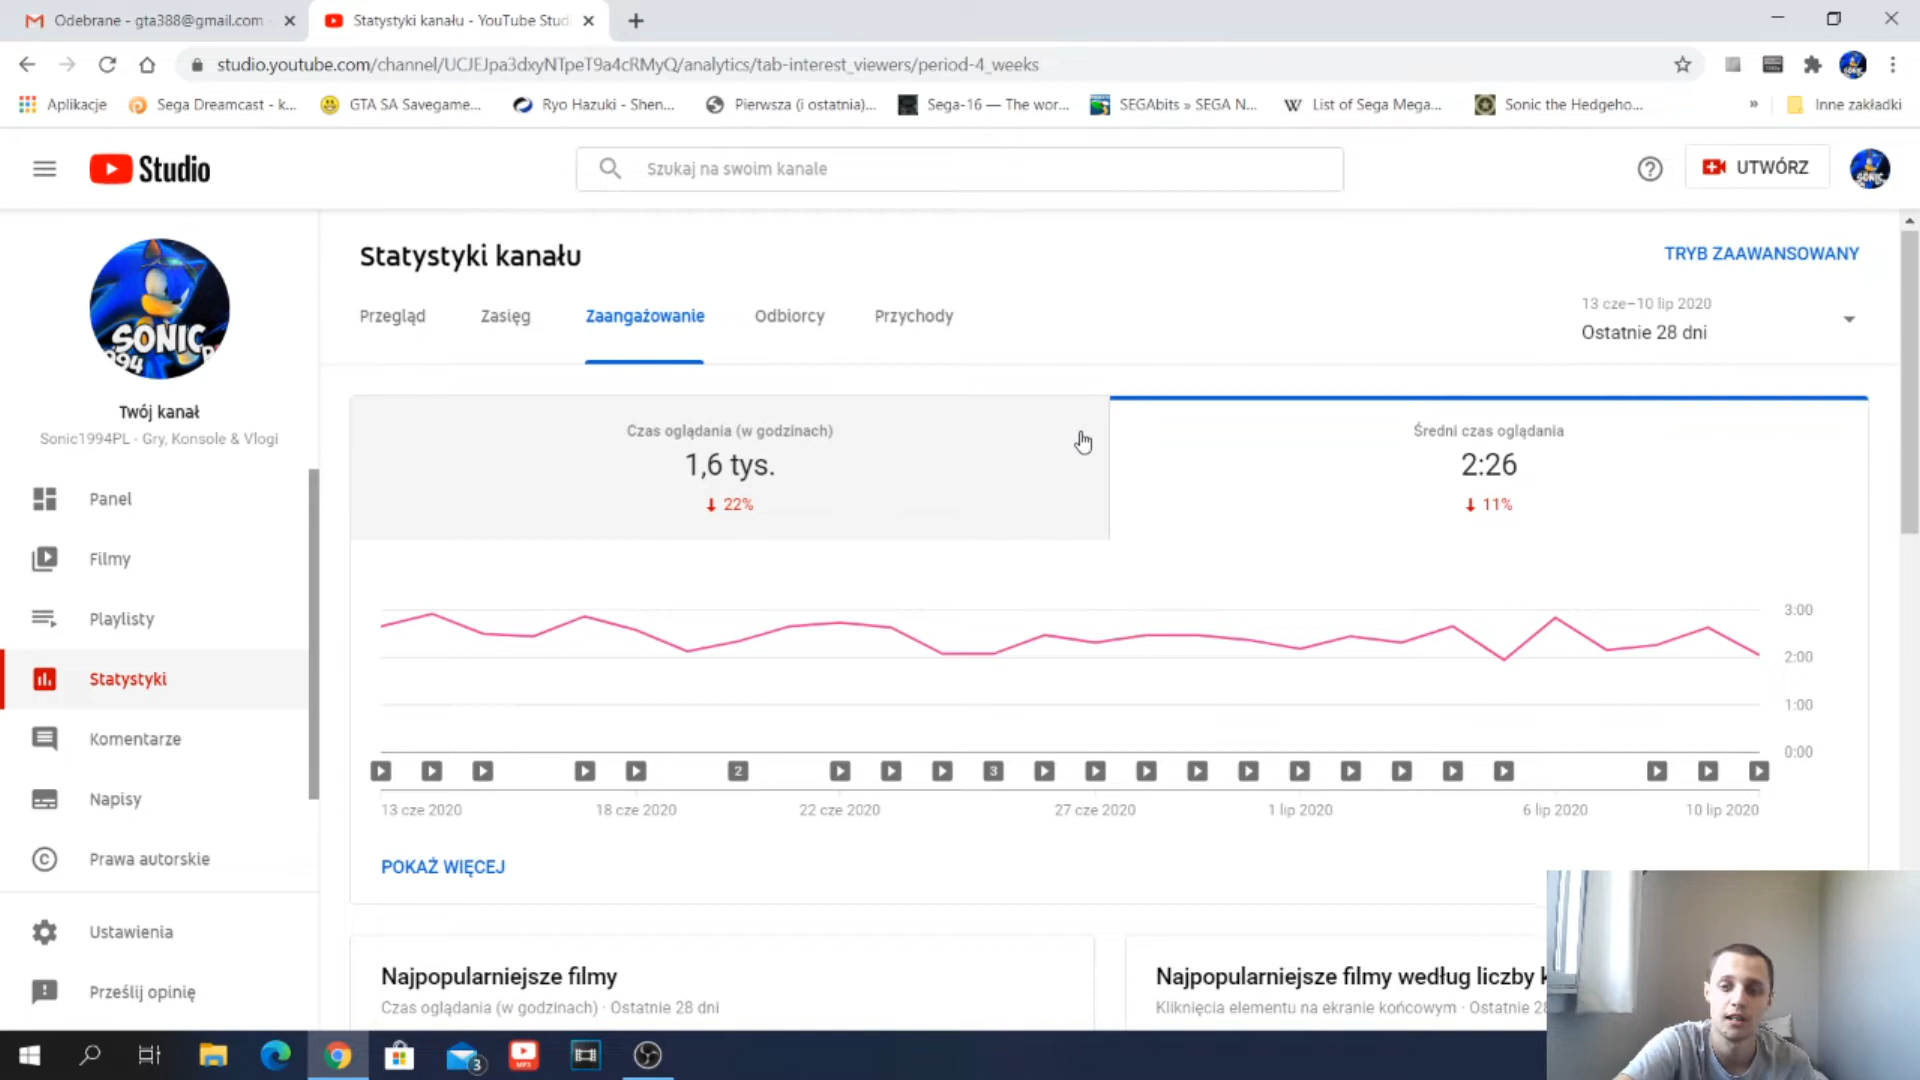 Odebrane - gta388@gmail.com
Statystyki kanału - YouTube Stud
studio.youtube.com/channel/UCJEJpa3dxyNTpeT9a4cRMyQ/analytics/tab-interest_viewers/period-4_weeks
Aplikacje
Sega Dreamcast - k...
GTA SA Savegame...
Ryo Hazuki - Shen...
Pierwsza (i ostatnia)...
Sega-16 — The wor...
SEGAbits » SEGA N...
List of Sega Mega...
Sonic the Hedgeho...
»
Inne zakładki
Studio
Szukaj na swoim kanale
UTWÓRZ
SONIC
Twój kanał
Sonic1994PL - Gry, Konsole & Vlogi
Panel
Filmy
Playlisty
Statystyki
Komentarze
Napisy
Prawa autorskie
Ustawienia
Prześlij opinię
Statystyki kanału
TRYB ZAAWANSOWANY
Przegląd
Zasięg
Zaangażowanie
Odbiorcy
Przychody
13 cze–10 lip 2020
Ostatnie 28 dni
Czas oglądania (w godzinach)
1,6 tys.
22%
Średni czas oglądania
2:26
11%
3:00
2:00
1:00
0:00
2
3
13 cze 2020
18 cze 2020
22 cze 2020
27 cze 2020
1 lip 2020
6 lip 2020
10 lip 2020
POKAŻ WIĘCEJ
Najpopularniejsze filmy
Czas oglądania (w godzinach) · Ostatnie 28 dni
Najpopularniejsze filmy według liczby
Kliknięcia elementu na ekranie końcowym · Ostatnie
3
MP3